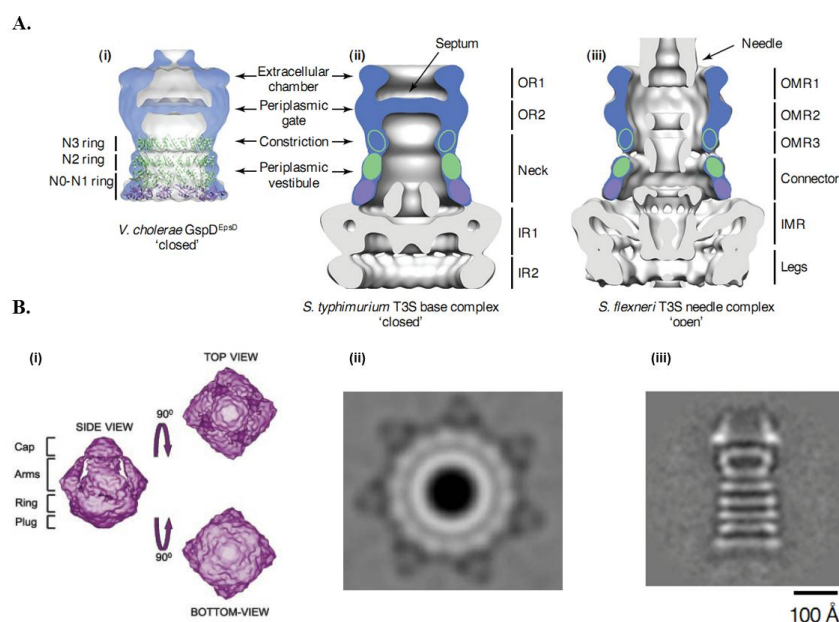 A.
(i)
Extracellular
chamber
Periplasmic
gate
N3 ring
Constriction
N2 ring
N0-N1 ring
Periplasmic
vestibule
V. cholerae GspDEpsD
'closed'
(ii)
Septum
OR1
OR2
Neck
IR1
IR2
S. typhimurium T3S base complex
'closed'
(iii)
Needle
OMR1
OMR2
OMR3
Connector
IMR
Legs
S. flexneri T3S needle complex
'open'
B.
(i)
TOP VIEW
SIDE VIEW
90⁰
Cap
Arms
Ring
Plug
90⁰
BOTTOM-VIEW
(ii)
(iii)
100 Å